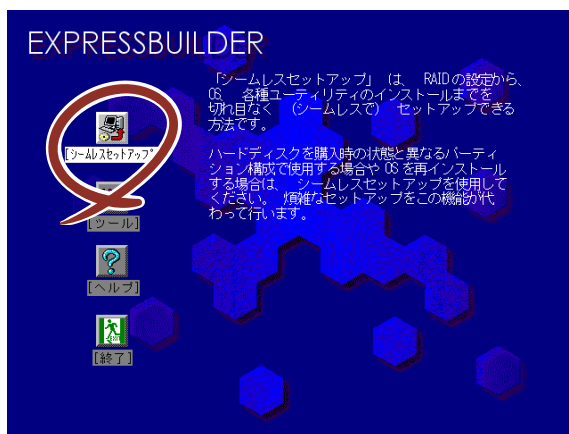 EXPRESSBUILDER
「シームレスセットアップ」 は、 RAIDの設定から、
OS、 各種ユーティリティのインストールまでを
切れ目なく （シームレスで） セットアップできる
方法です。
ハードディスクを購入時の状態と異なるパーティ
ション構成で使用する場合や OSを再インストール
する場合は、 シームレスセットアップを使用して
ください。 煩雑なセットアップをこの機能が代
わって行います。
[シームレスセットアップ
[ツール]
[ヘルプ]
[終了]